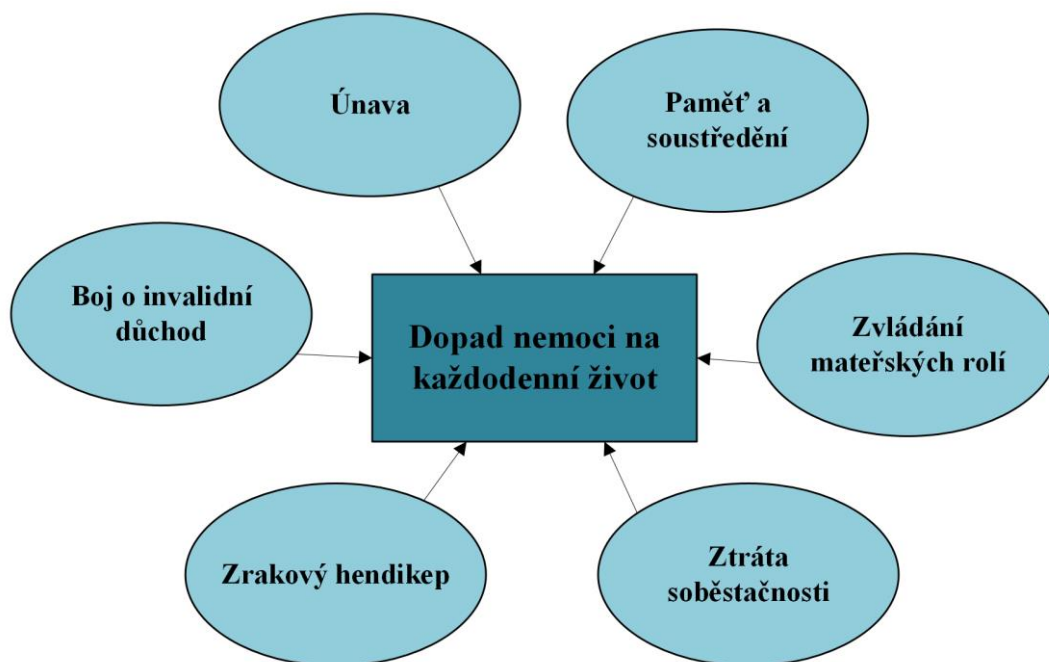 Únava
Paměť a
soustředění
Boj o invalidní
důchod
Dopad nemoci na
každodenní život
Zvládání
mateřských rolí
Zrakový hendikep
Ztráta
soběstačnosti